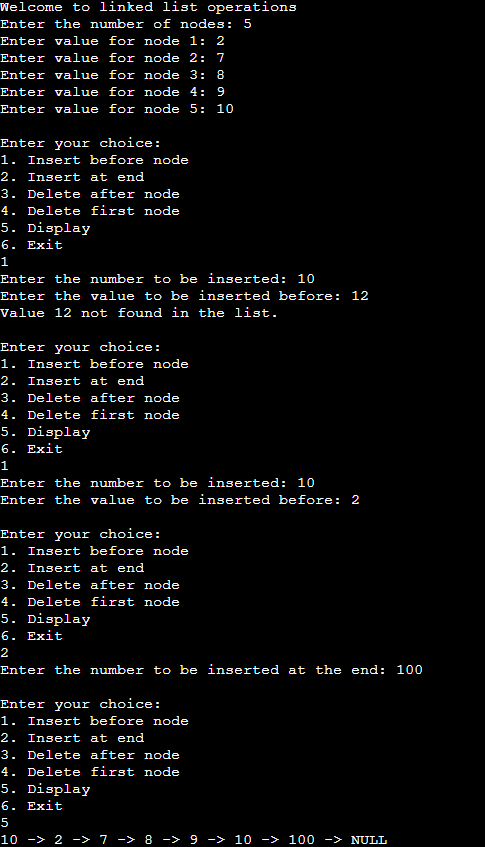 Welcome to linked list operations
Enter the number of nodes: 5
Enter value for node 1: 2
Enter value for node 2: 7
Enter value for node 3: 8
Enter value for node 4: 9
Enter value for node 5: 10

Enter your choice:
1. Insert before node
2. Insert at end
3. Delete after node
4. Delete first node
5. Display
6. Exit
1
Enter the number to be inserted: 10
Enter the value to be inserted before: 12
Value 12 not found in the list.

Enter your choice:
1. Insert before node
2. Insert at end
3. Delete after node
4. Delete first node
5. Display
6. Exit
1
Enter the number to be inserted: 10
Enter the value to be inserted before: 2

Enter your choice:
1. Insert before node
2. Insert at end
3. Delete after node
4. Delete first node
5. Display
6. Exit
2
Enter the number to be inserted at the end: 100

Enter your choice:
1. Insert before node
2. Insert at end
3. Delete after node
4. Delete first node
5. Display
6. Exit
5
10 -> 2 -> 7 -> 8 -> 9 -> 10 -> 100 -> NULL